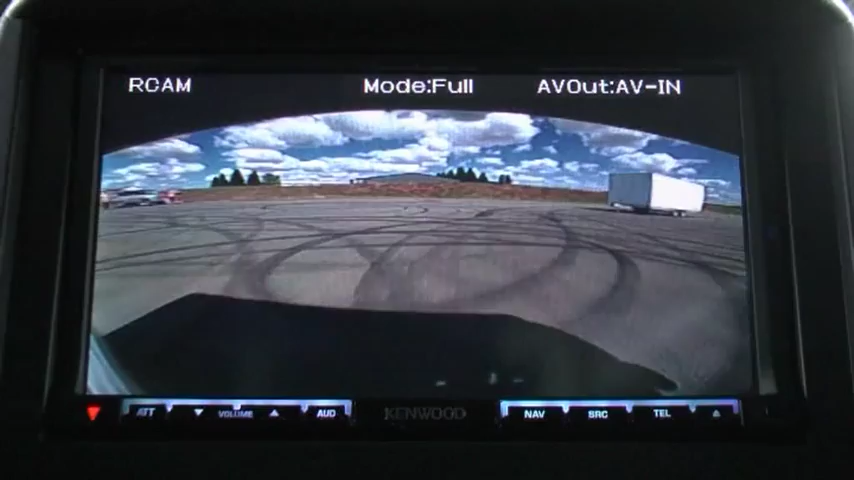 RCAM Mode:Full AVOut:AV-IN
ATT VOLUME AUD KENWOOD NAV SRC TEL